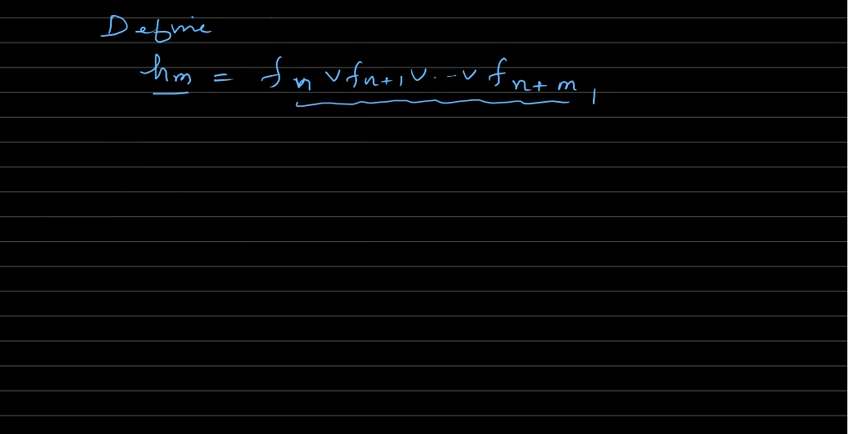 Define
hm = fn ∨ fn+1 ∨ ·-∨ fn+m,